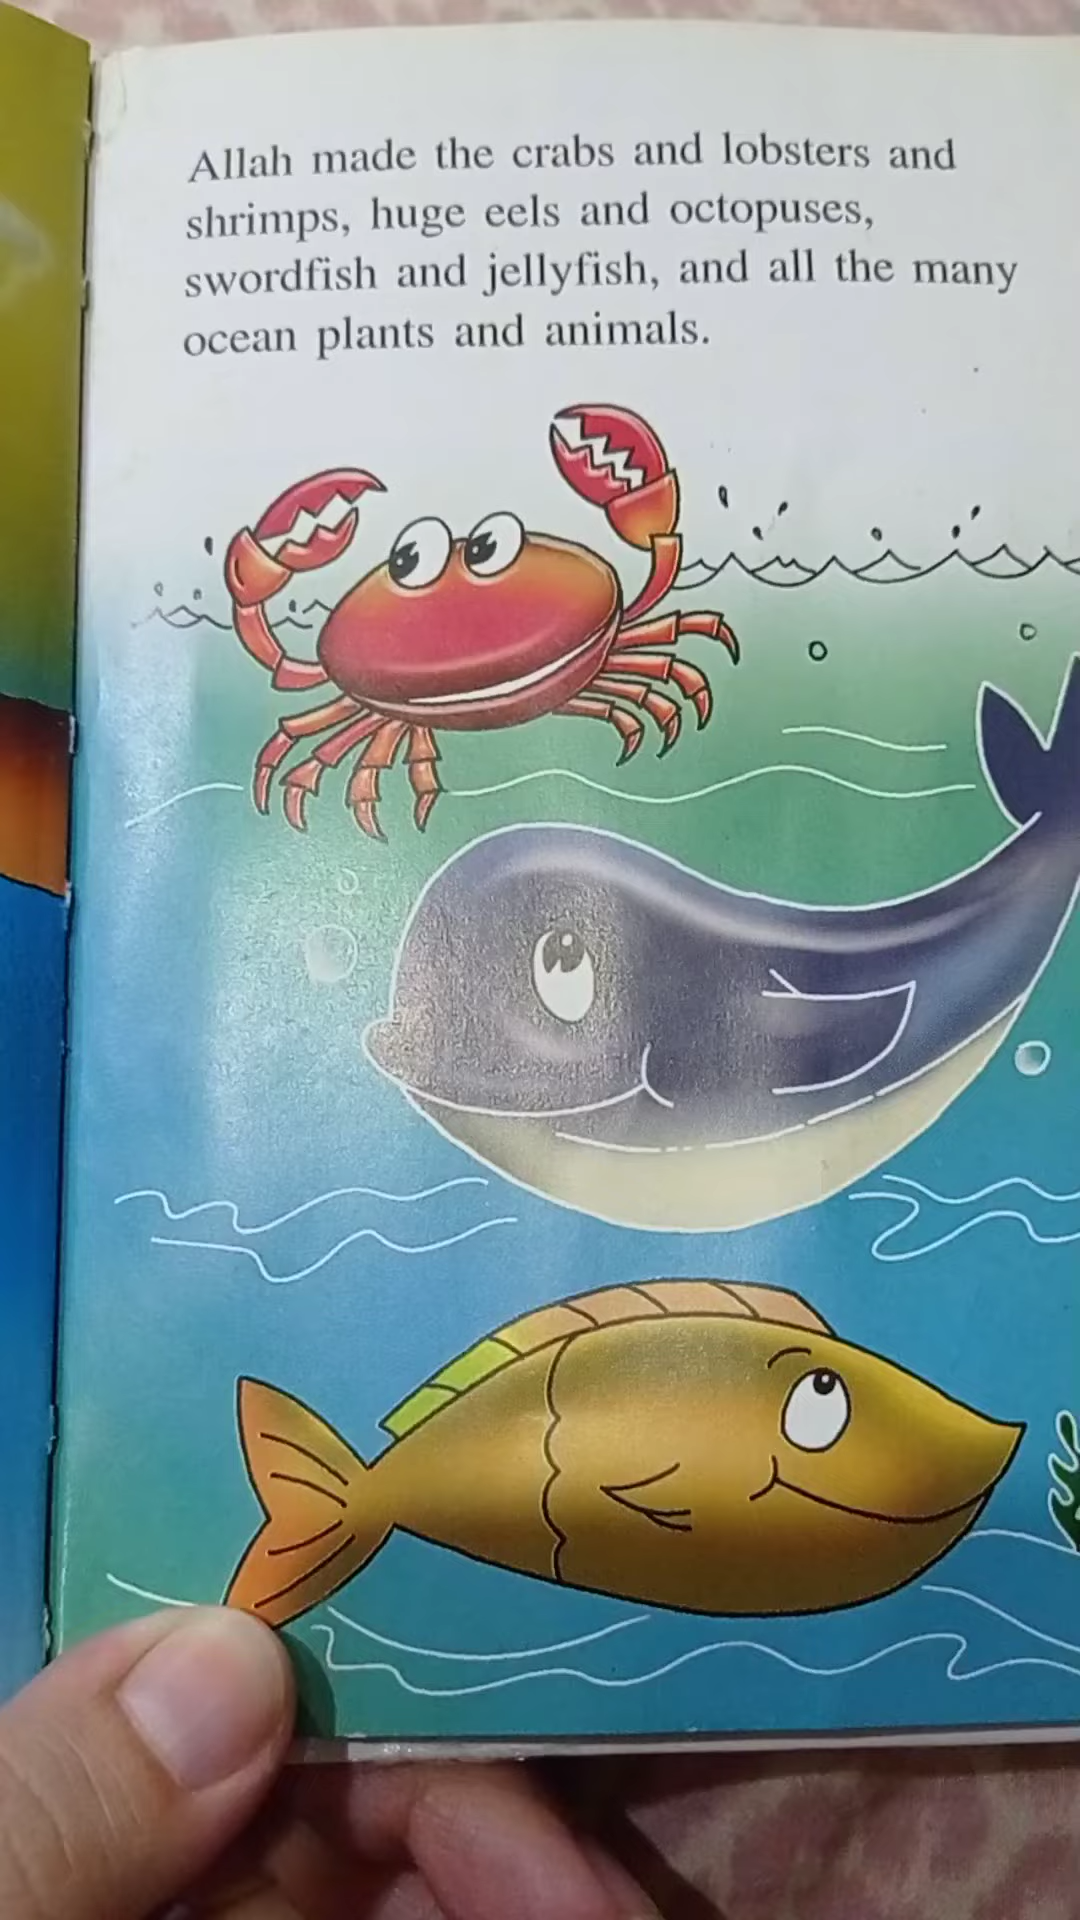 Allah made the crabs and lobsters and
shrimps, huge eels and octopuses,
swordfish and jellyfish, and all the many
ocean plants and animals.